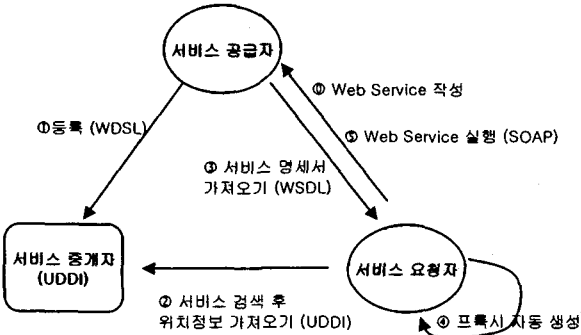 서비스 공급자
⓪ Web Service 작성
①등록 (WDSL)
⑤ Web Service 실행 (SOAP)
③ 서비스 명세서
가져오기 (WSDL)
서비스 중개자
(UDDI)
서비스 요청자
② 서비스 검색 후
위치정보 가져오기 (UDDI)
④ 프록시 자동 생성